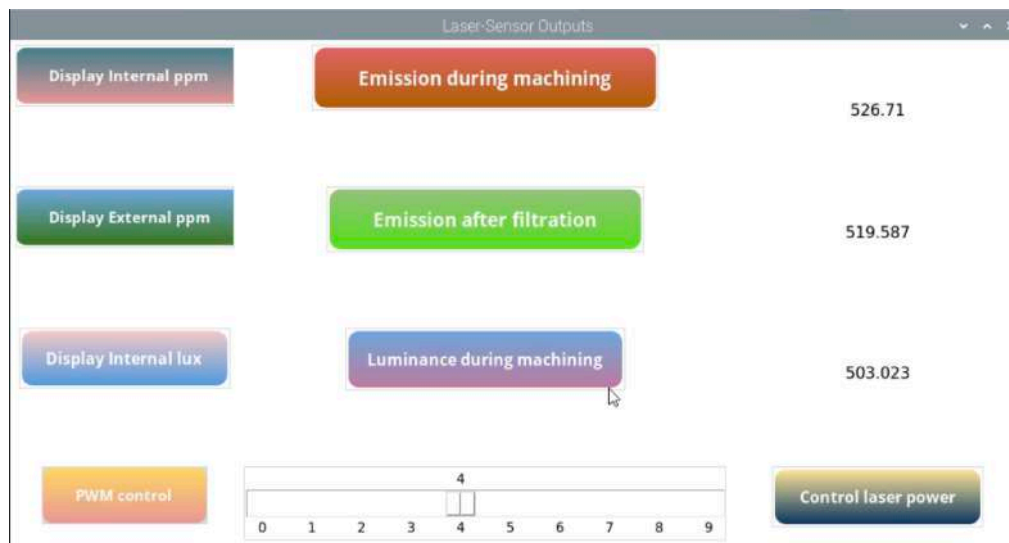 Laser-Sensor Outputs
Display Internal ppm
Emission during machining
526.71
Display External ppm
Emission after filtration
519.587
Display Internal lux
Luminance during machining
503.023
PWM control
4
0 1 2 3 4 5 6 7 8 9
Control laser power